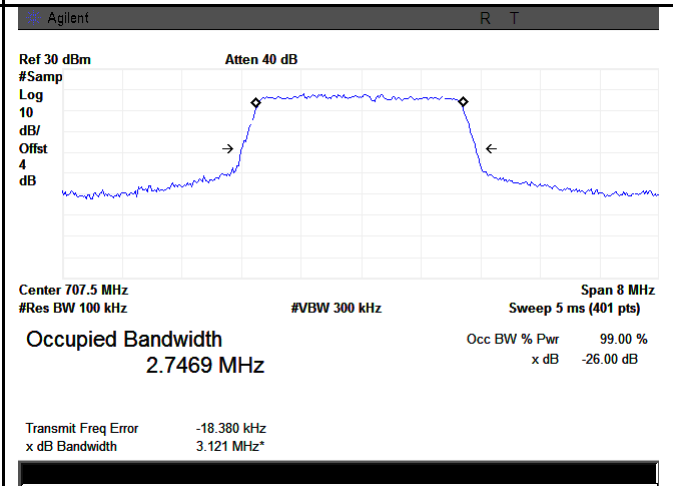 Agilent R T
Ref 30 dBm Atten 40 dB
#Samp
Log
10
dB/
Offst
4
dB
Center 707.5 MHz Span 8 MHz
#Res BW 100 kHz #VBW 300 kHz Sweep 5 ms (401 pts)
Occupied Bandwidth Occ BW % Pwr 99.00 %
2.7469 MHz x dB -26.00 dB
Transmit Freq Error -18.380 kHz
x dB Bandwidth 3.121 MHz*